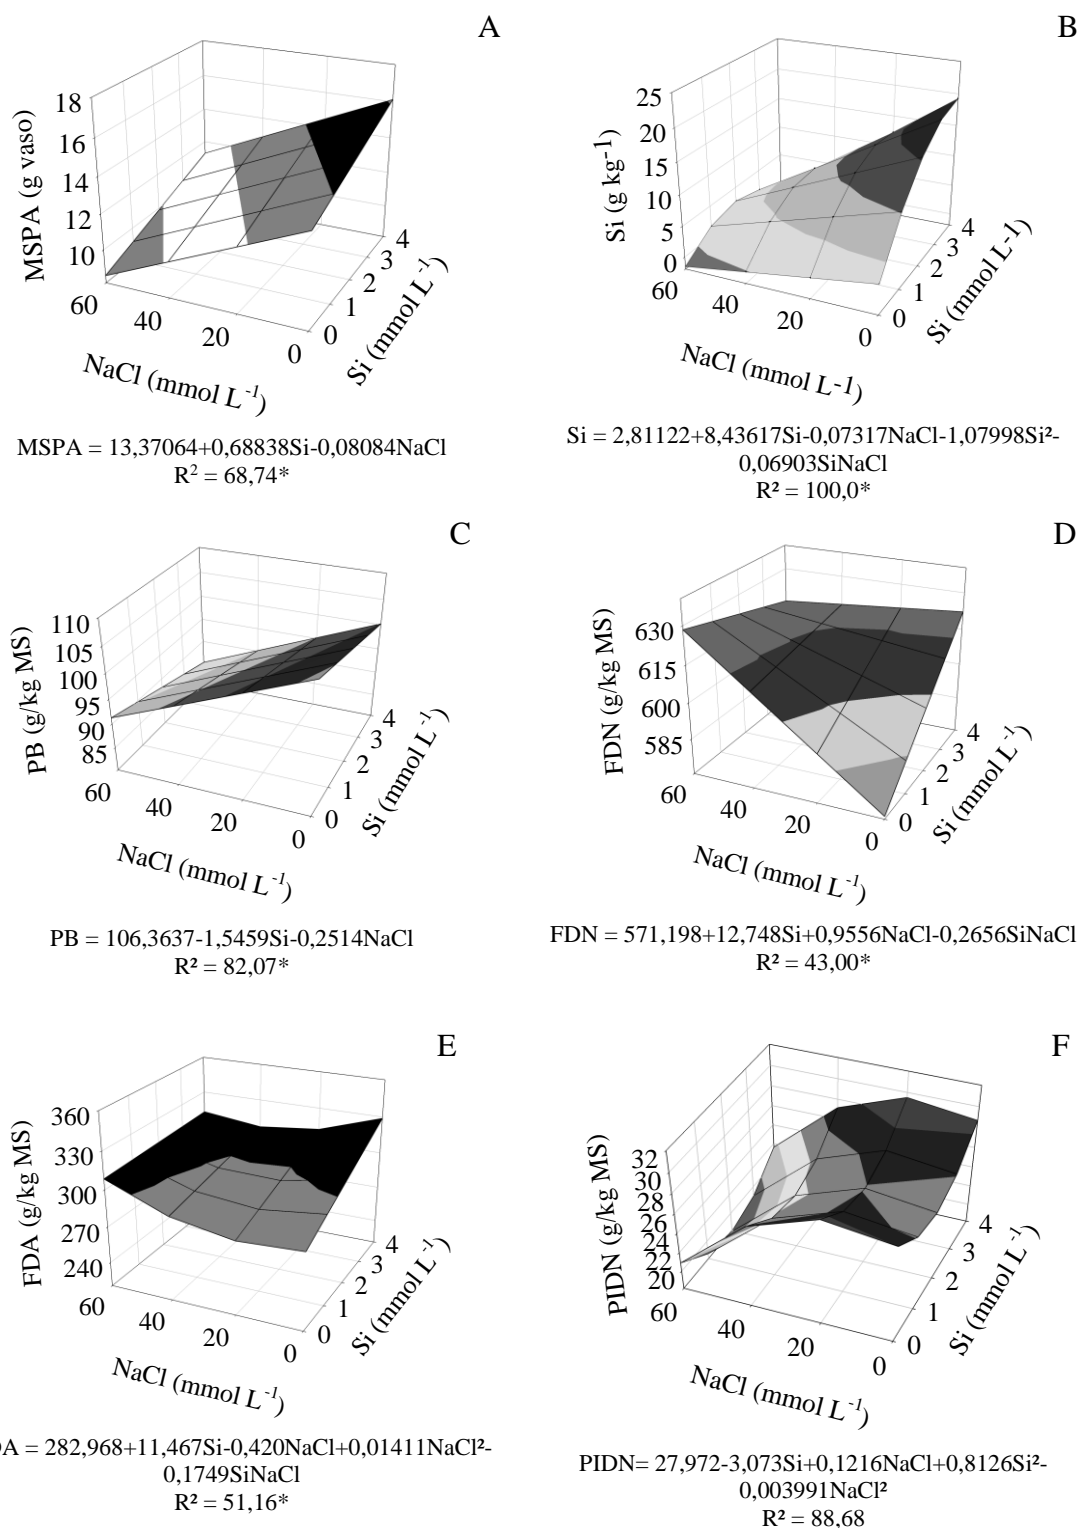 A
MSPA (g vaso)
18
16
14
12
10
60
40
20
0
NaCl (mmol L⁻¹)
0
1
2
3
4
Si (mmol L⁻¹)
MSPA = 13,37064+0,68838Si-0,08084NaCl
R² = 68,74*
B
Si (g kg-1)
25
20
15
10
5
0
60
40
20
0
NaCl (mmol L-1)
0
1
2
3
4
Si (mmol L-1)
Si = 2,81122+8,43617Si-0,07317NaCl-1,07998Si²-
0,06903SiNaCl
R² = 100,0*
C
PB (g/kg MS)
110
105
100
95
90
85
60
40
20
0
NaCl (mmol L⁻¹)
0
1
2
3
4
Si (mmol L⁻¹)
PB = 106,3637-1,5459Si-0,2514NaCl
R² = 82,07*
D
FDN (g/kg MS)
630
615
600
585
60
40
20
0
NaCl (mmol L⁻¹)
0
1
2
3
4
Si (mmol L⁻¹)
FDN = 571,198+12,748Si+0,9556NaCl-0,2656SiNaCl
R² = 43,00*
E
FDA (g/kg MS)
360
330
300
270
240
60
40
20
0
NaCl (mmol L⁻¹)
0
1
2
3
4
Si (mmol L⁻¹)
A = 282,968+11,467Si-0,420NaCl+0,01411NaCl²-
0,1749SiNaCl
R² = 51,16*
F
PIDN (g/kg MS)
32
30
28
26
24
22
20
60
40
20
0
NaCl (mmol L⁻¹)
0
1
2
3
4
Si (mmol L⁻¹)
PIDN= 27,972-3,073Si+0,1216NaCl+0,8126Si²-
0,003991NaCl²
R² = 88,68